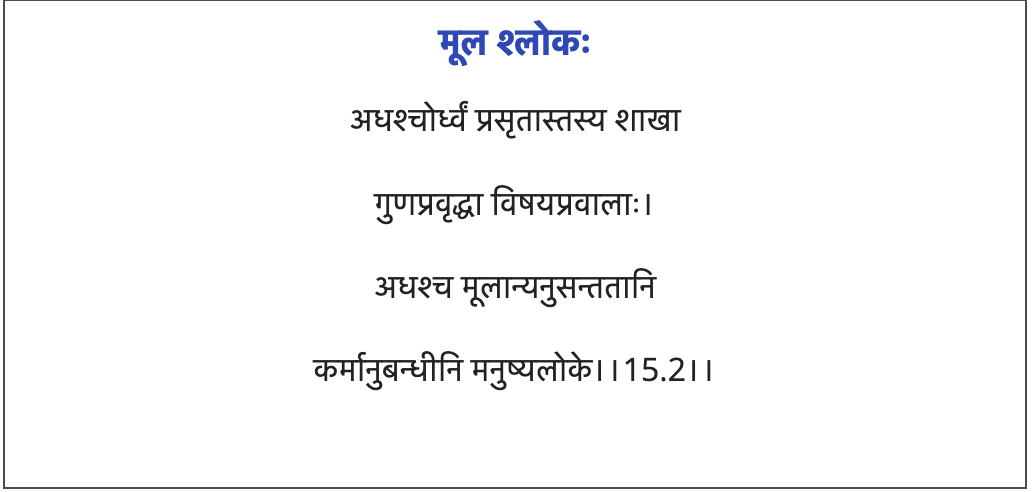 मूल श्लोकः
अधश्चोर्ध्वं प्रसृतास्तस्य शाखा
गुणप्रवृद्धा विषयप्रवालाः।
अधश्च मूलान्यनुसन्ततानि
कर्मानुबन्धीनि मनुष्यलोके।।15.2।।